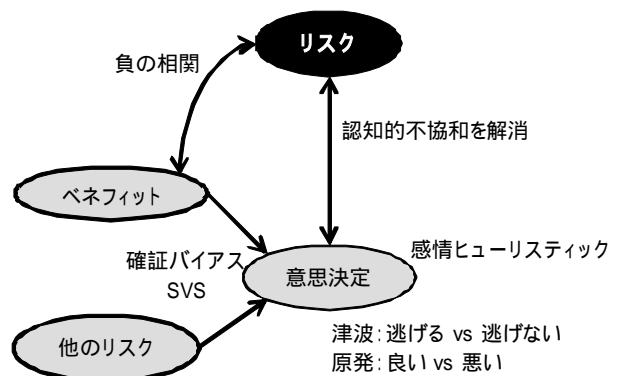 リスク
負の相関
認知的不協和を解消
ベネフィット
感情ヒューリスティック
確証バイアス
SVS
意思決定
他のリスク
津波：逃げる vs 逃げない
原発：良い vs 悪い